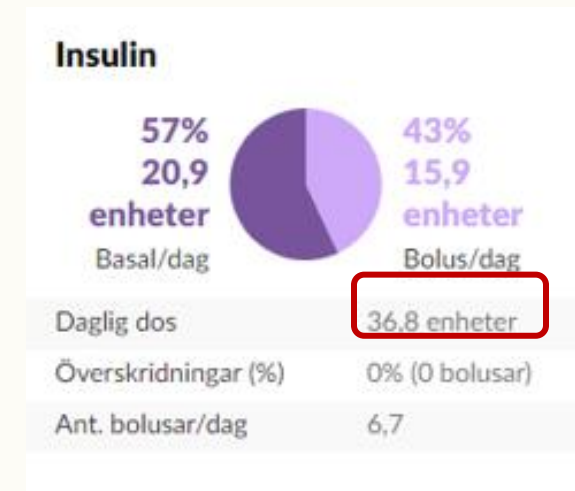 Insulin
57%
20,9
enheter
Basal/dag
43%
15,9
enheter
Bolus/dag
Daglig dos 36,8 enheter
Överskridningar (%) 0% (0 bolusar)
Ant. bolusar/dag 6,7